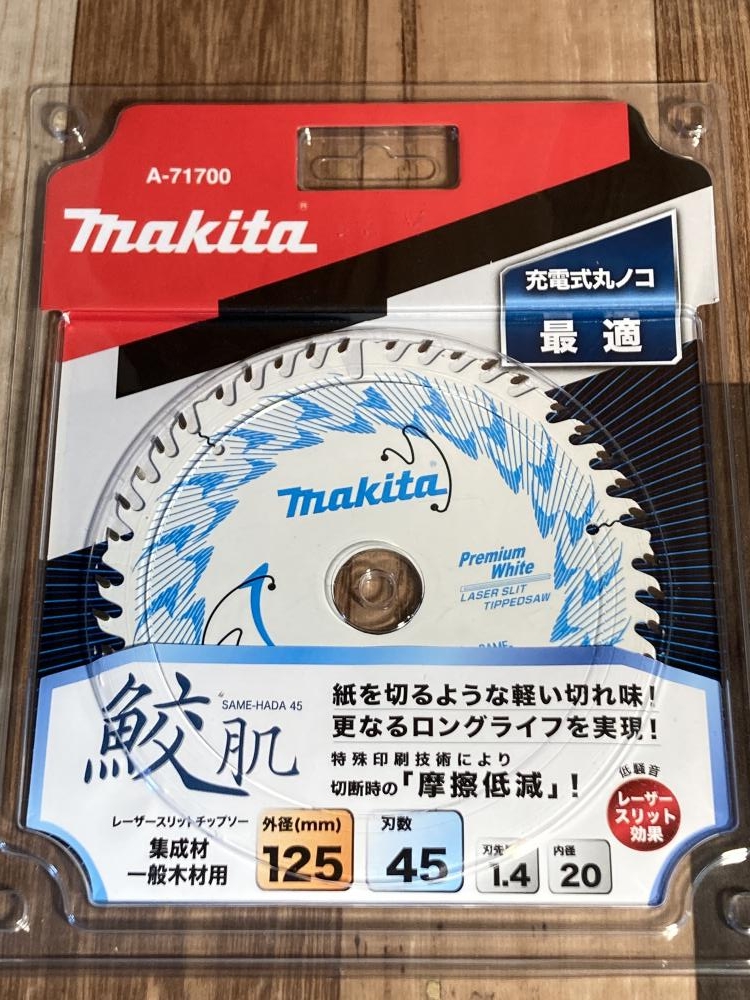 A-71700
makita®
充電式丸ノコ
最適
makita®
Premium
White
LASER SLIT
TIPPEDSAW
SAME-
鮫肌
SAME-HADA 45
紙を切るような軽い切れ味!
更なるロングライフを実現!
特殊印刷技術により
切断時の「摩擦低減」!
低騒音
レーザー
スリット
効果
レーザースリットチップソー
集成材
一般木材用
外径(mm)
125
刃数
45
刃先
1.4
内径
20